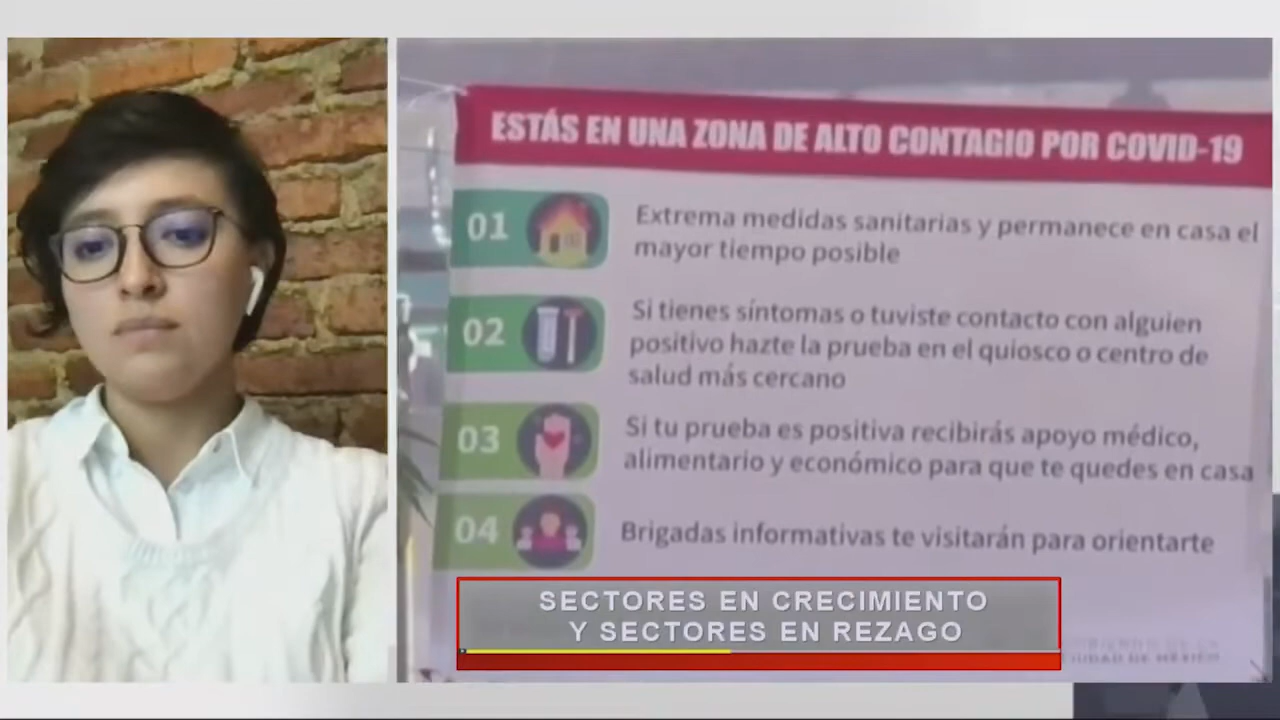 ESTÁS EN UNA ZONA DE ALTO CONTAGIO POR COVID-19
01
Extrema medidas sanitarias y permanece en casa el
mayor tiempo posible
02
Si tienes síntomas o tuviste contacto con alguien
positivo hazte la prueba en el quiosco o centro de
salud más cercano
03
Si tu prueba es positiva recibirás apoyo médico,
alimentario y económico para que te quedes en casa
04
Brigadas informativas te visitarán para orientarte
SECTORES EN CRECIMIENTO
Y SECTORES EN REZAGO
CIUDAD DE MÉXICO